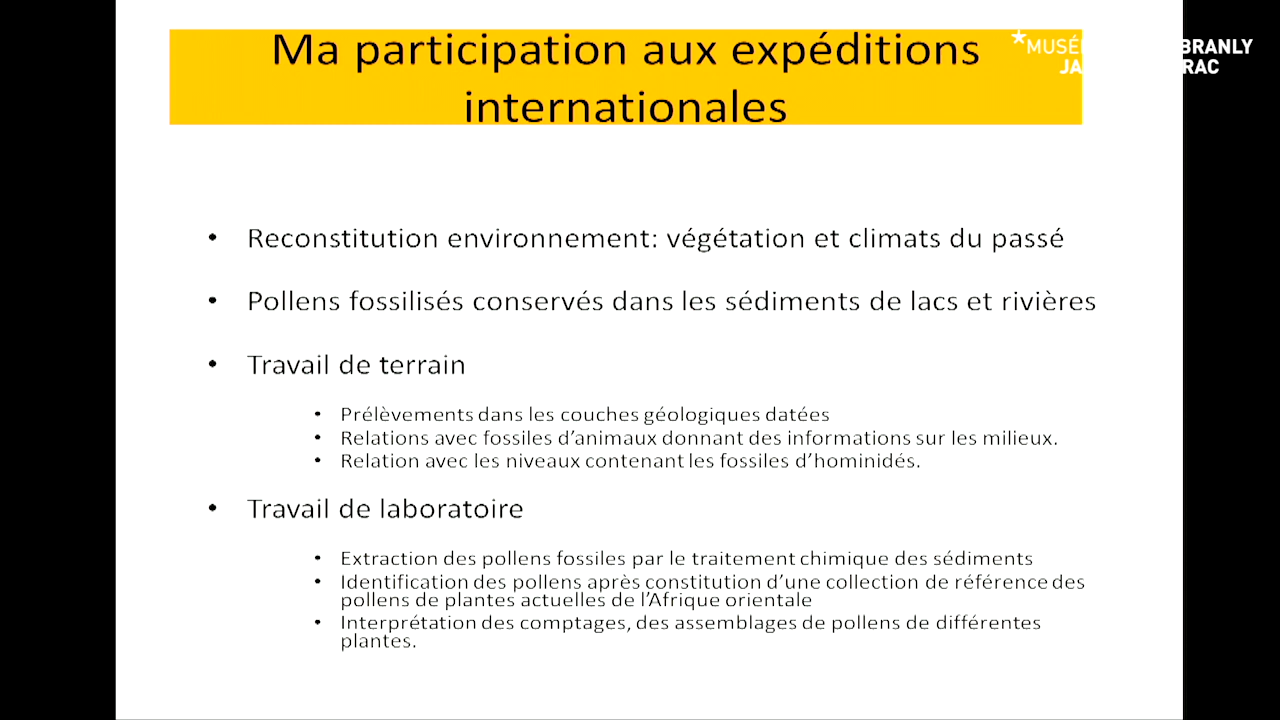 Ma participation aux expéditions
internationales
MUSÉ BRANLY
JA RAC
• Reconstitution environnement: végétation et climats du passé
• Pollens fossilisés conservés dans les sédiments de lacs et rivières
• Travail de terrain
• Prélèvements dans les couches géologiques datées
• Relations avec fossiles d’animaux donnant des informations sur les milieux.
• Relation avec les niveaux contenant les fossiles d’hominidés.
• Travail de laboratoire
• Extraction des pollens fossiles par le traitement chimique des sédiments
• Identification des pollens après constitution d’une collection de référence des
pollens de plantes actuelles de l’Afrique orientale
• Interprétation des comptages, des assemblages de pollens de différentes
plantes.